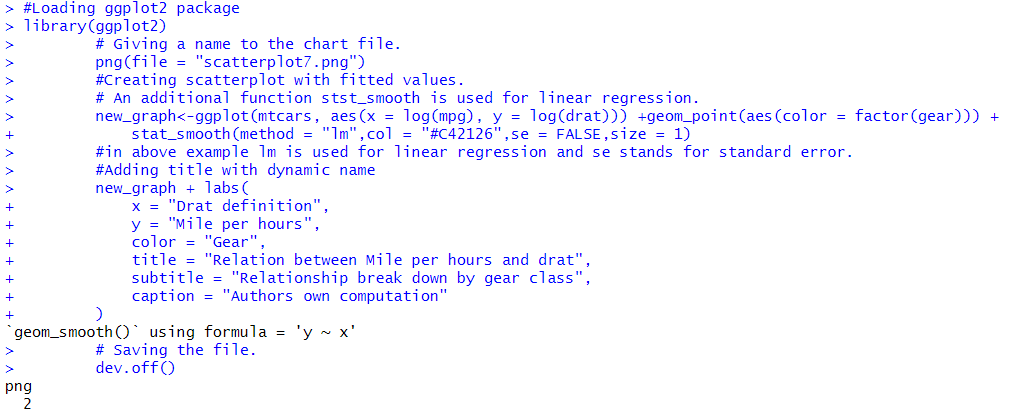 > #Loading ggplot2 package
> library(ggplot2)
>         # Giving a name to the chart file.
>         png(file = "scatterplot7.png")
>         #Creating scatterplot with fitted values.
>         # An additional function stst_smooth is used for linear regression.
>         new_graph<-ggplot(mtcars, aes(x = log(mpg), y = log(drat))) +geom_point(aes(color = factor(gear))) +
+             stat_smooth(method = "lm",col = "#C42126",se = FALSE,size = 1)
>         #in above example lm is used for linear regression and se stands for standard error.
>         #Adding title with dynamic name
>         new_graph + labs(
+             x = "Drat definition",
+             y = "Mile per hours",
+             color = "Gear",
+             title = "Relation between Mile per hours and drat",
+             subtitle = "Relationship break down by gear class",
+             caption = "Authors own computation"
+         )
`geom_smooth()` using formula = 'y ~ x'
>         # Saving the file.
>         dev.off()
png
  2